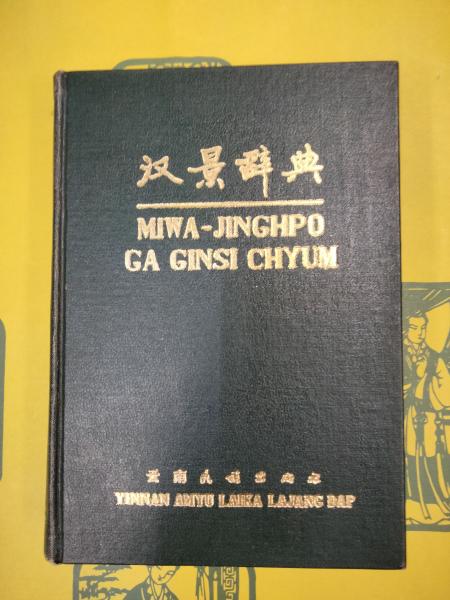 汉景辞典
MIWA-JINGHPO
GA GINSI CHYUM
云南民族出版社
YINNAN AMYU LAIKA LAJANG DAP